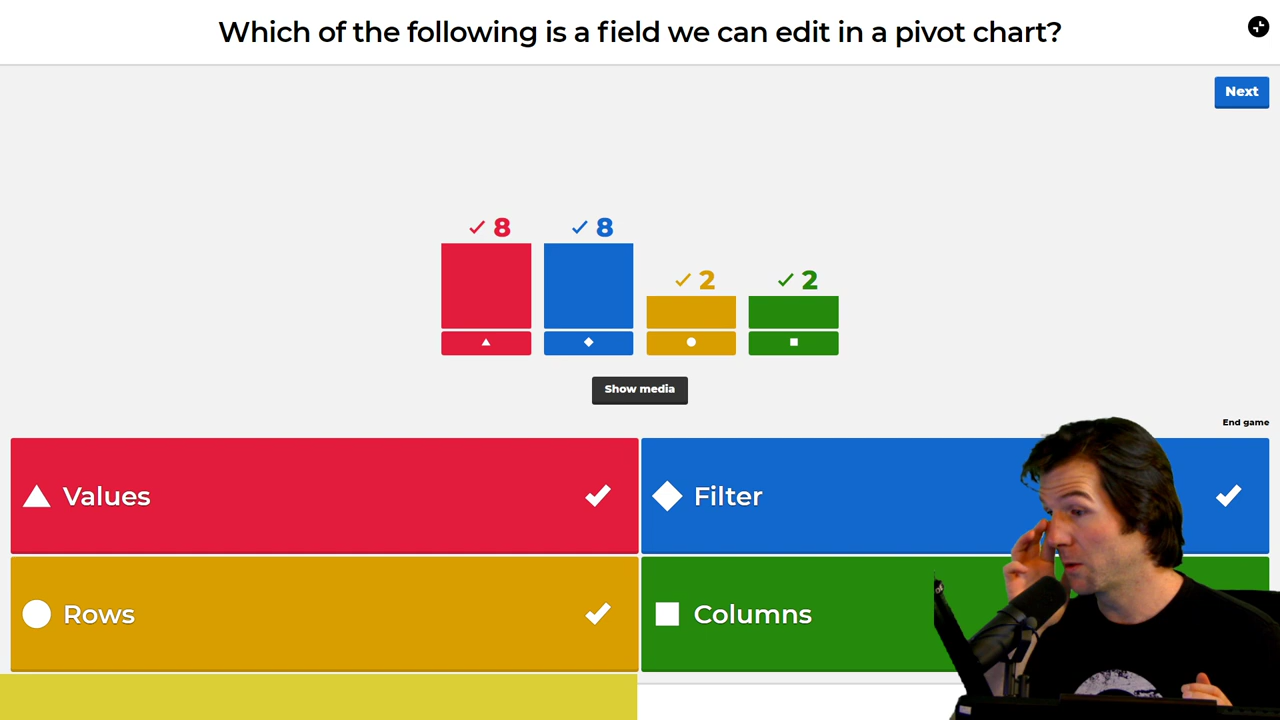 Which of the following is a field we can edit in a pivot chart?
Next
8
8
2
2
Show media
End game
Values
Filter
Rows
Columns